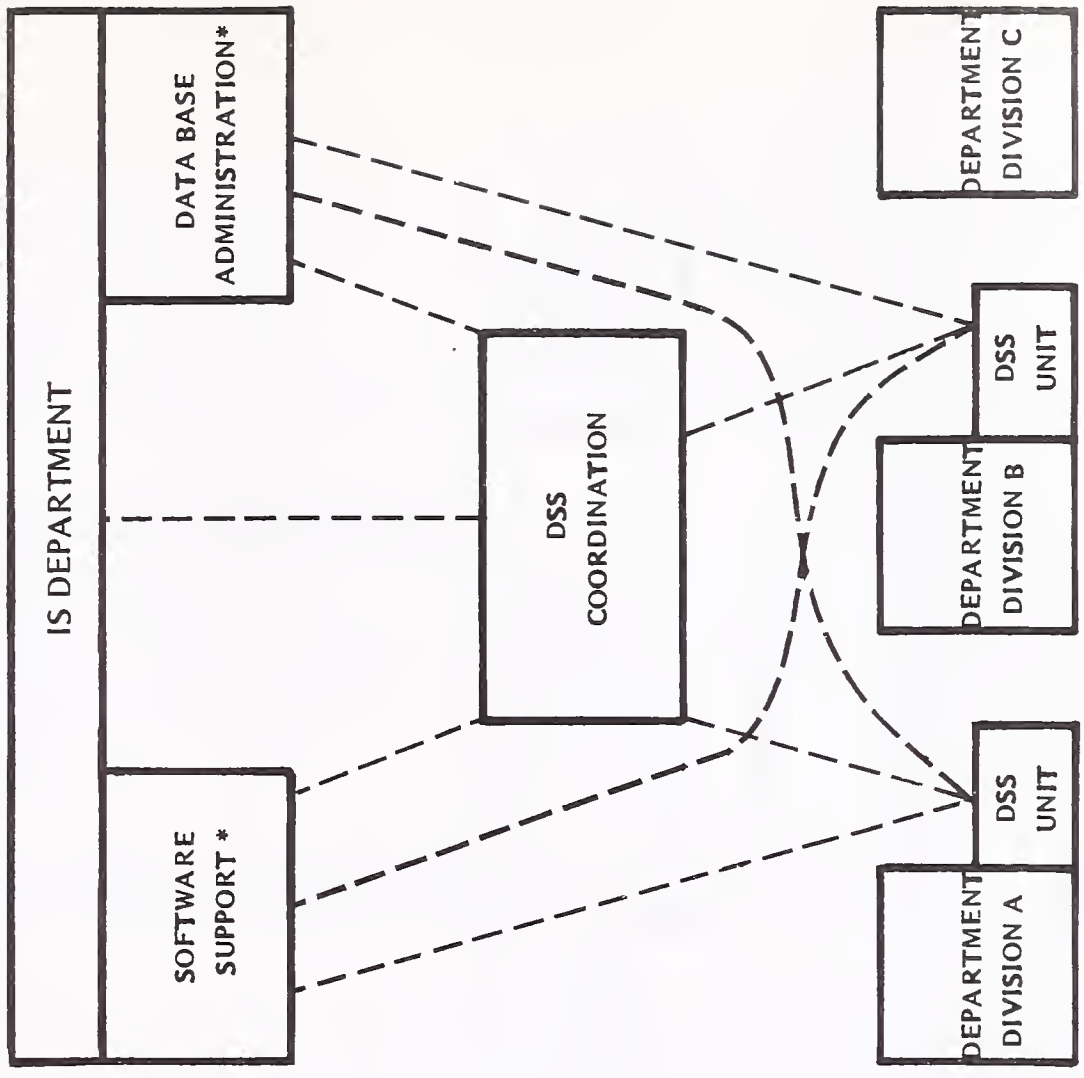 IS DEPARTMENT
SOFTWARE
SUPPORT *
DATA BASE
ADMINISTRATION*
DSS
COORDINATION
DEPARTMENT
DIVISION A
DSS
UNIT
DEPARTMENT
DIVISION B
DSS
UNIT
DEPARTMENT
DIVISION C